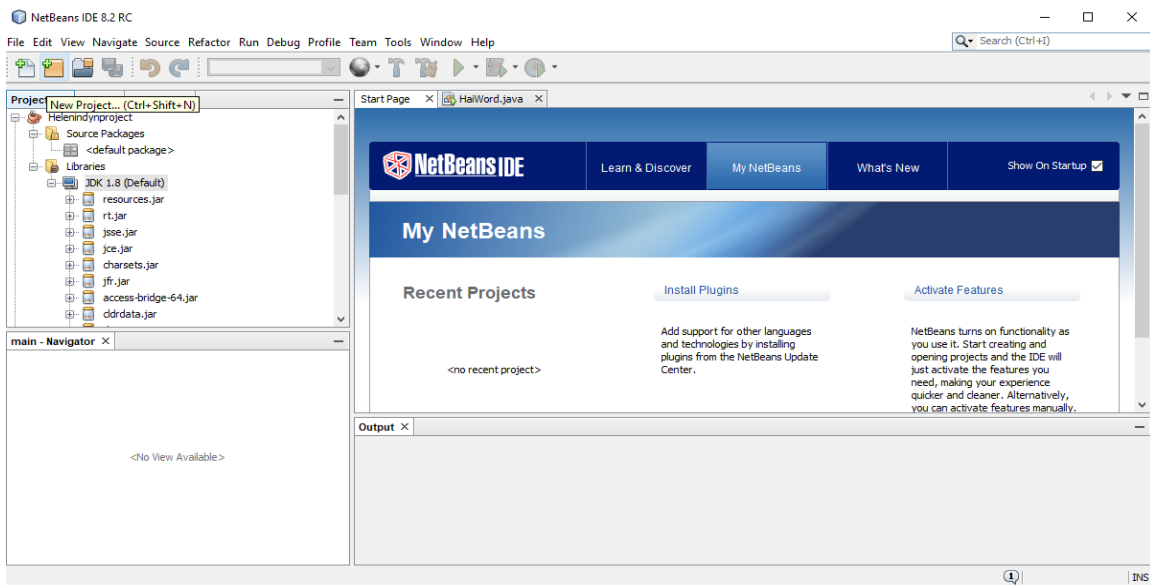 NetBeans IDE 8.2 RC
File Edit View Navigate Source Refactor Run Debug Profile Team Tools Window Help
Search (Ctrl+I)
New Project... (Ctrl+Shift+N)
Helenindynproject
Source Packages
<default package>
Libraries
JDK 1.8 (Default)
resources.jar
rt.jar
jsse.jar
jce.jar
charsets.jar
jfr.jar
access-bridge-64.jar
cldrdata.jar
main - Navigator
<No View Available>
Start Page
HaiWord.java
NetBeans IDE
Learn & Discover
My NetBeans
What's New
Show On Startup
My NetBeans
Recent Projects
<no recent project>
Install Plugins
Add support for other languages
and technologies by installing
plugins from the NetBeans Update
Center.
Activate Features
NetBeans turns on functionality as
you use it. Start creating and
opening projects and the IDE will
just activate the features you
need, making your experience
quicker and cleaner. Alternatively,
you can activate features manually.
Output
1
INS